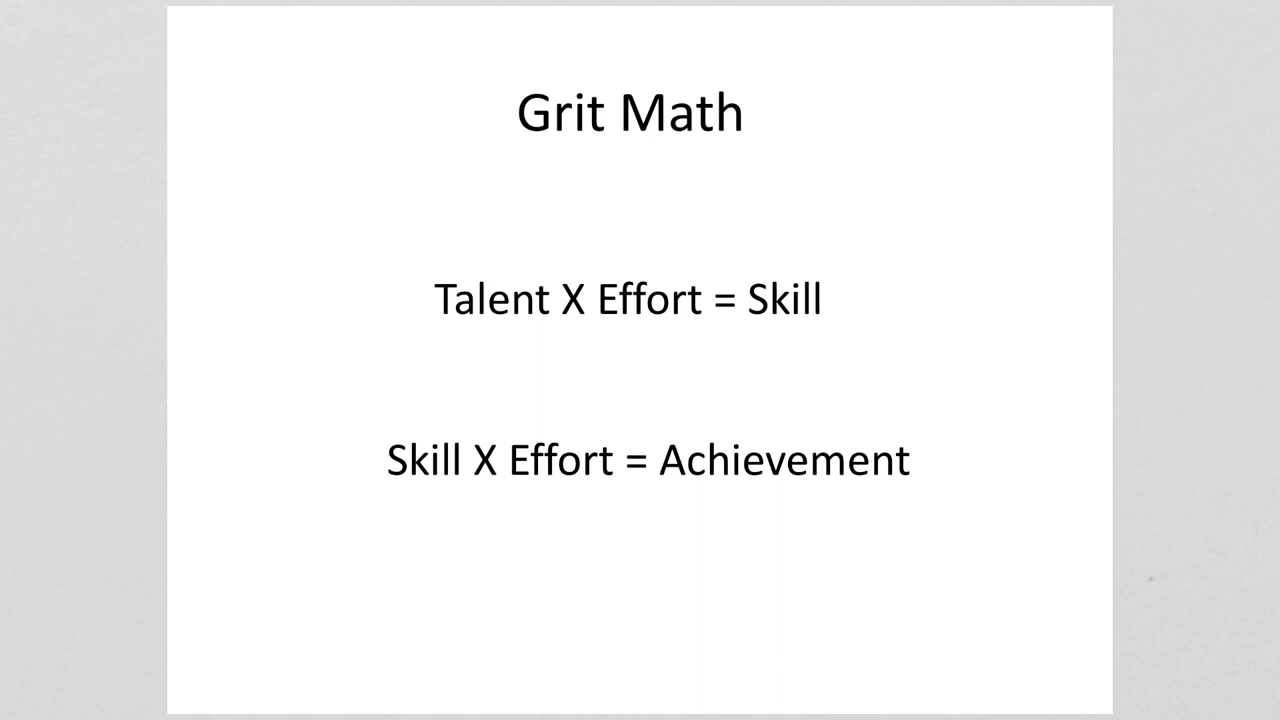 Grit Math
Talent X Effort = Skill
Skill X Effort = Achievement